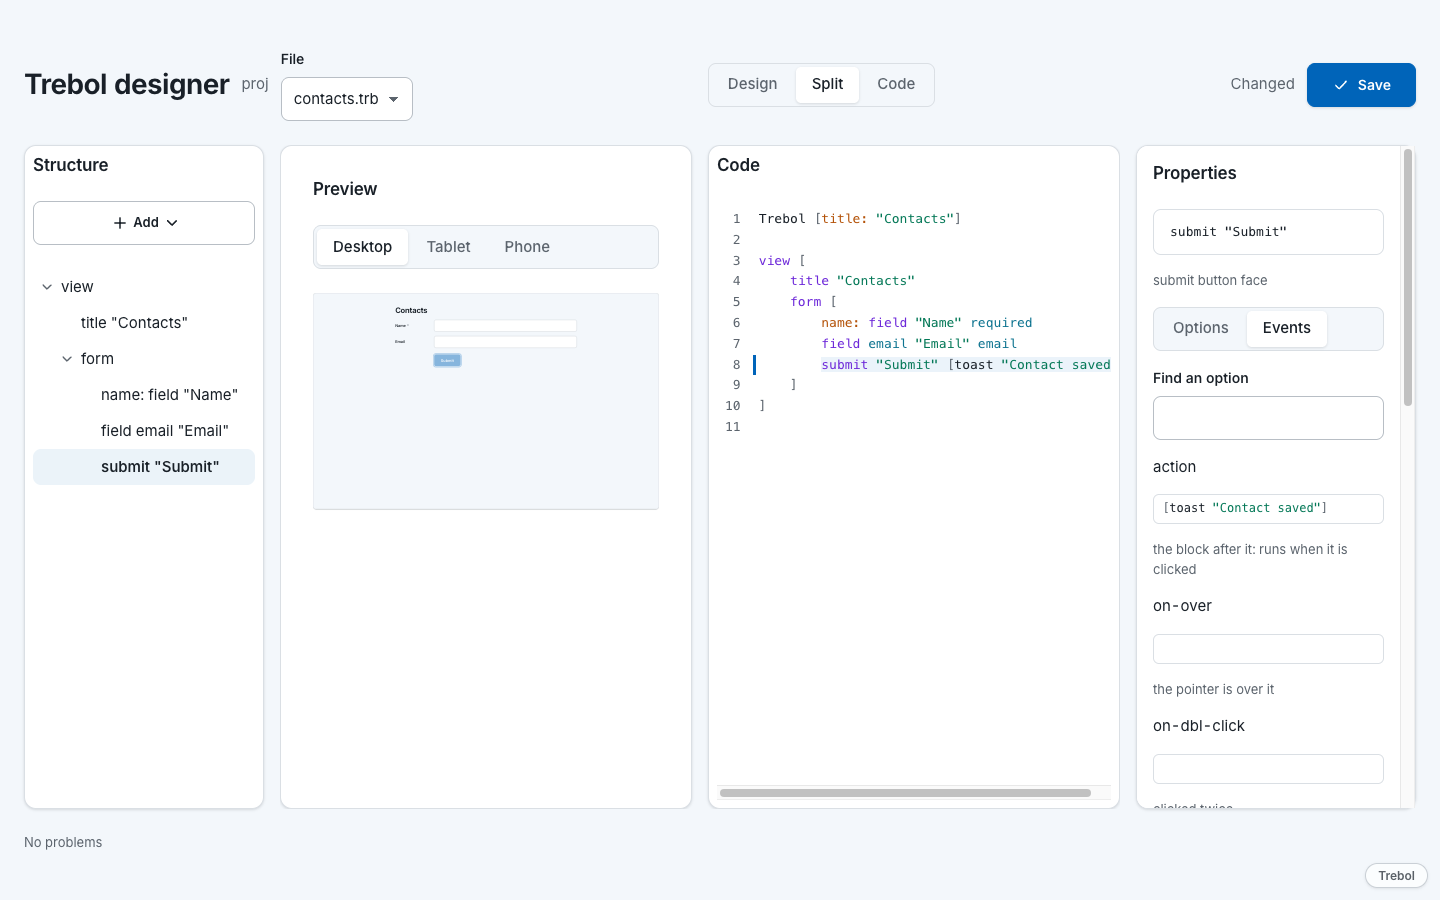 Trebol designer proj
File
contacts.trb
Design Split Code
Changed
Save
Structure
Add
view
title "Contacts"
form
name: field "Name"
field email "Email"
submit "Submit"
Preview
Desktop Tablet Phone
Contacts
Name *
Email
Submit
Code
1 Trebol [title: "Contacts"]
2
3 view [
4 title "Contacts"
5 form [
6 name: field "Name" required
7 field email "Email" email
8 submit "Submit" [toast "Contact saved
9 ]
10 ]
11
Properties
submit "Submit"
submit button face
Options Events
Find an option
action
[toast "Contact saved"]
the block after it: runs when it is
clicked
on-over
the pointer is over it
on-dbl-click
clicked twice
No problems
Trebol